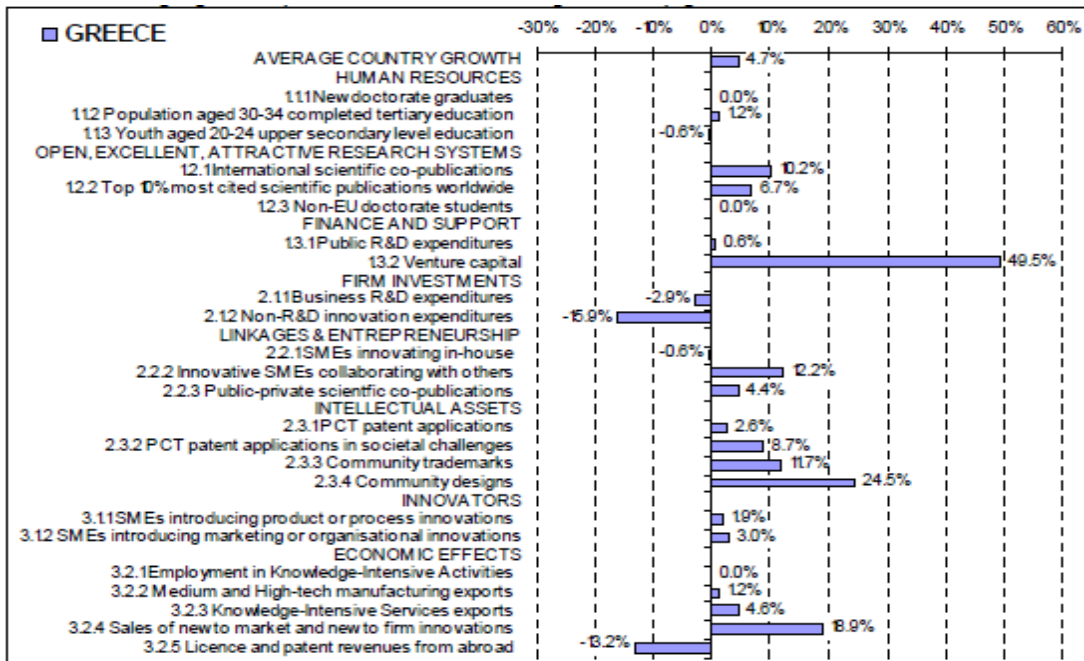 -30% -20% -10% 0% 10% 20% 30% 40% 50% 60%
GREECE
AVERAGE COUNTRY GROWTH 4.7%
HUMAN RESOURCES
1.1.1 New doctorate graduates 0.0%
1.1.2 Population aged 30-34 completed tertiary education 1.2%
1.1.3 Youth aged 20-24 upper secondary level education -0.6%
OPEN, EXCELLENT, ATTRACTIVE RESEARCH SYSTEMS
1.2.1 International scientific co-publications 10.2%
1.2.2 Top 10% most cited scientific publications worldwide 6.7%
1.2.3 Non-EU doctorate students 0.0%
FINANCE AND SUPPORT
1.3.1 Public R&D expenditures 0.6%
1.3.2 Venture capital 49.5%
FIRM INVESTMENTS
2.1.1 Business R&D expenditures -2.9%
2.1.2 Non-R&D innovation expenditures -15.9%
LINKAGES & ENTREPRENEURSHIP
2.2.1 SMEs innovating in-house -0.6%
2.2.2 Innovative SMEs collaborating with others 12.2%
2.2.3 Public-private scientfic co-publications 4.4%
INTELLECTUAL ASSETS
2.3.1 PCT patent applications 2.6%
2.3.2 PCT patent applications in societal challenges 8.7%
2.3.3 Community trademarks 11.7%
2.3.4 Community designs 24.5%
INNOVATORS
3.1.1 SMEs introducing product or process innovations 1.9%
3.1.2 SMEs introducing marketing or organisational innovations 3.0%
ECONOMIC EFFECTS
3.2.1 Employment in Knowledge-Intensive Activities 0.0%
3.2.2 Medium and High-tech manufacturing exports 1.2%
3.2.3 Knowledge-Intensive Services exports 4.6%
3.2.4 Sales of new to market and new to firm innovations 18.9%
3.2.5 Licence and patent revenues from abroad -13.2%